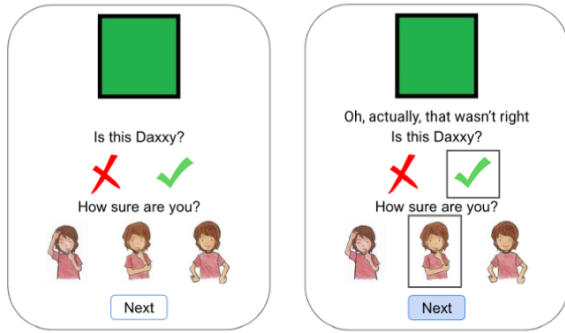 Is this Daxxy?
How sure are you?
Next
Oh, actually, that wasn't right
Is this Daxxy?
How sure are you?
Next